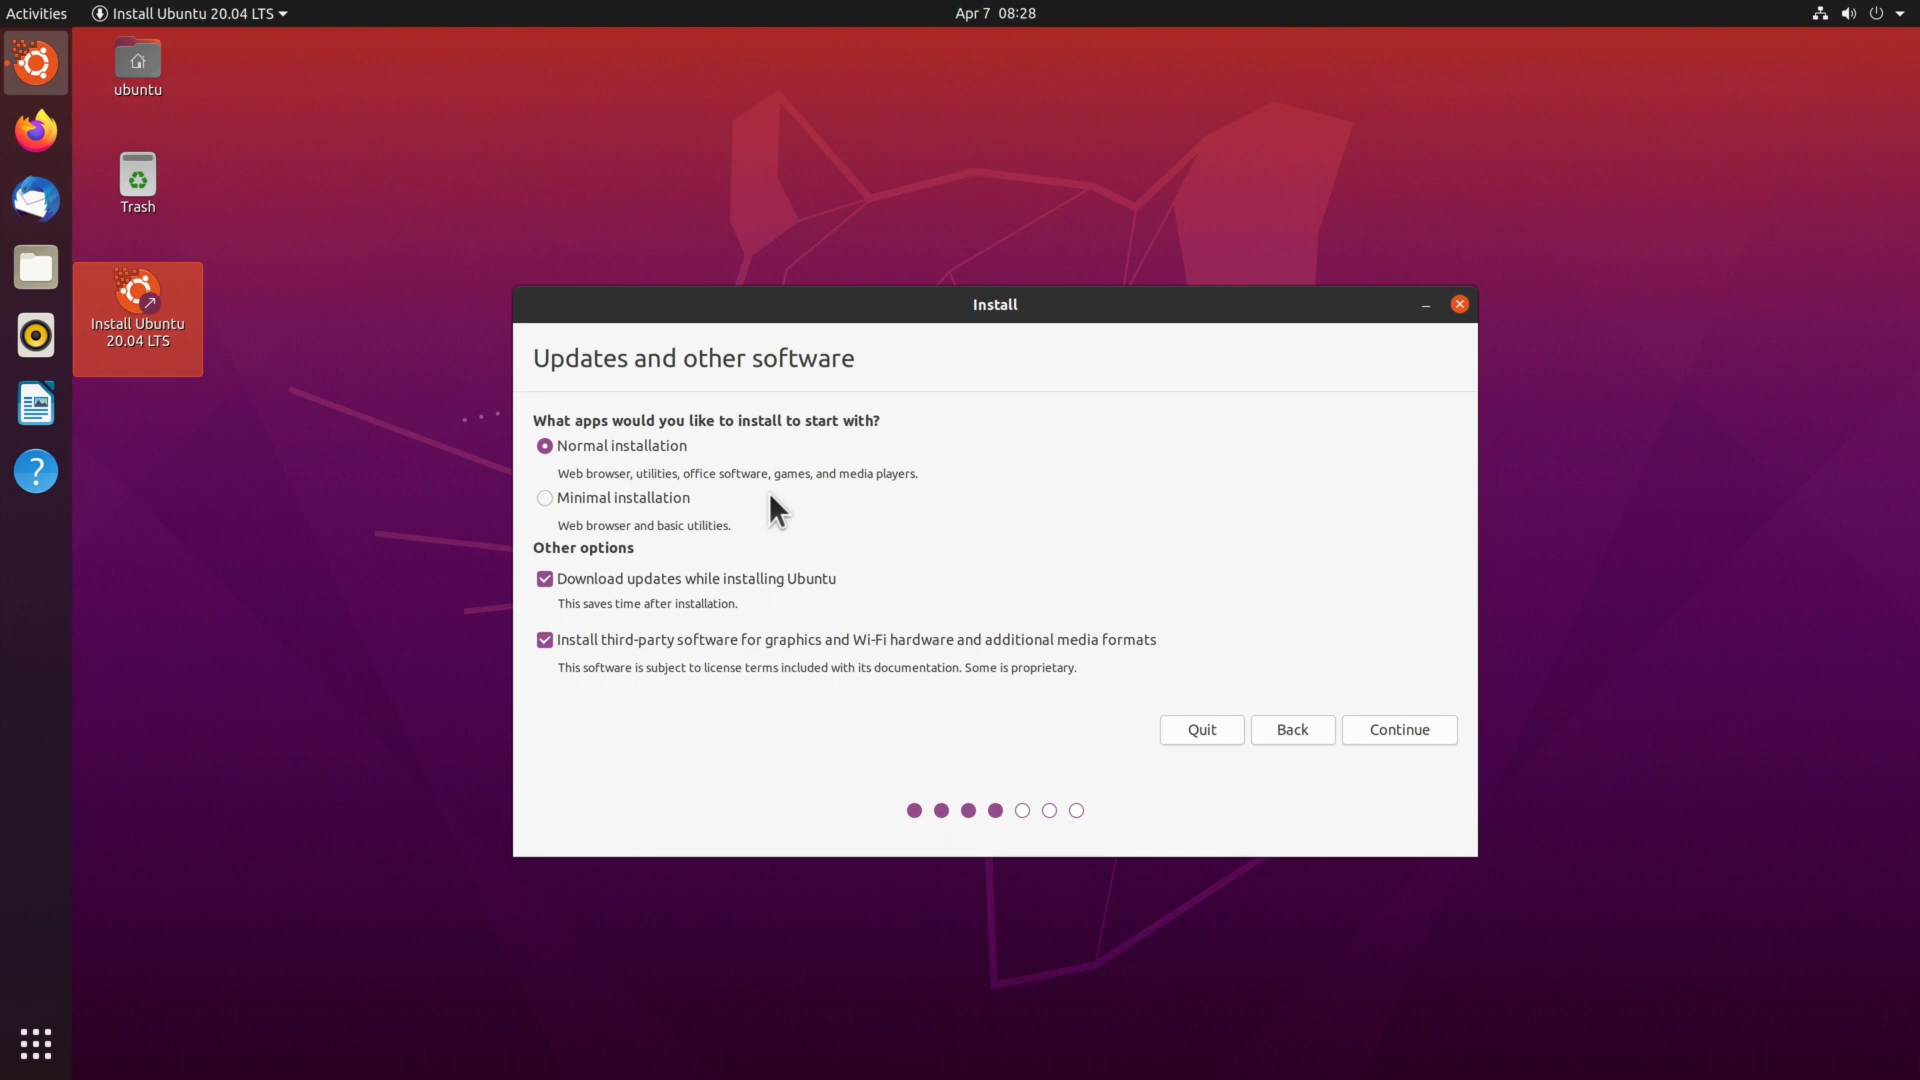 Activities
Install Ubuntu 20.04 LTS
Apr 7 08:28
ubuntu
Trash
Install Ubuntu
20.04 LTS
Install
Updates and other software
What apps would you like to install to start with?
Normal installation
Web browser, utilities, office software, games, and media players.
Minimal installation
Web browser and basic utilities.
Other options
Download updates while installing Ubuntu
This saves time after installation.
Install third-party software for graphics and Wi-Fi hardware and additional media formats
This software is subject to license terms included with its documentation. Some is proprietary.
Quit
Back
Continue